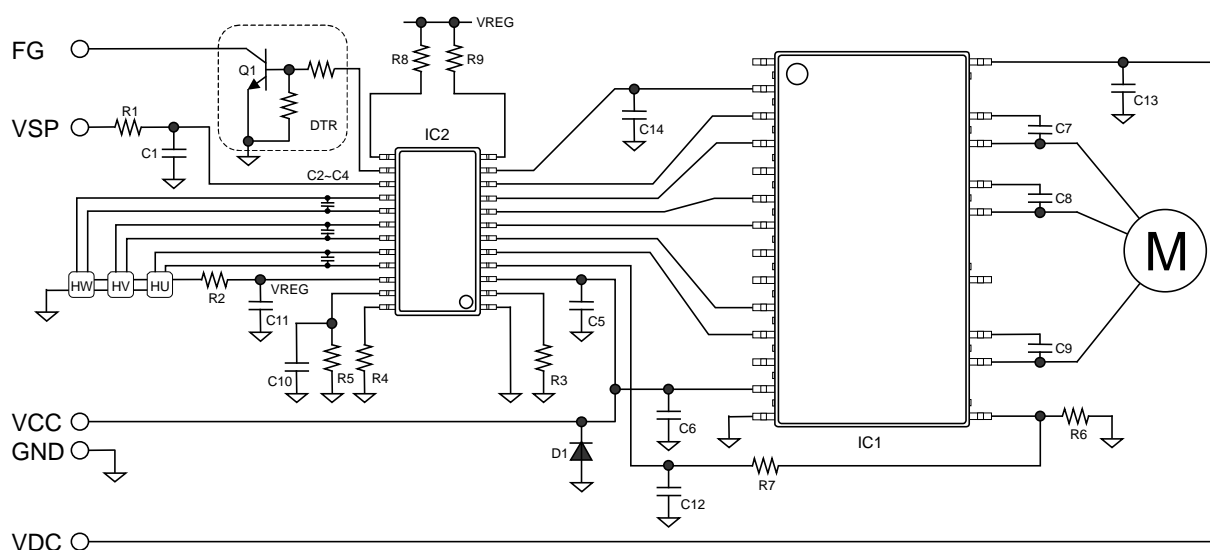 FG
VSP
VCC
GND
VDC
R1
C1
Q1
DTR
VREG
R8
R9
IC2
C2~C4
HW
HV
HU
R2
VREG
C11
C10
R5
R4
R3
C5
C14
IC1
C13
C7
C8
C9
M
C6
D1
C12
R7
R6